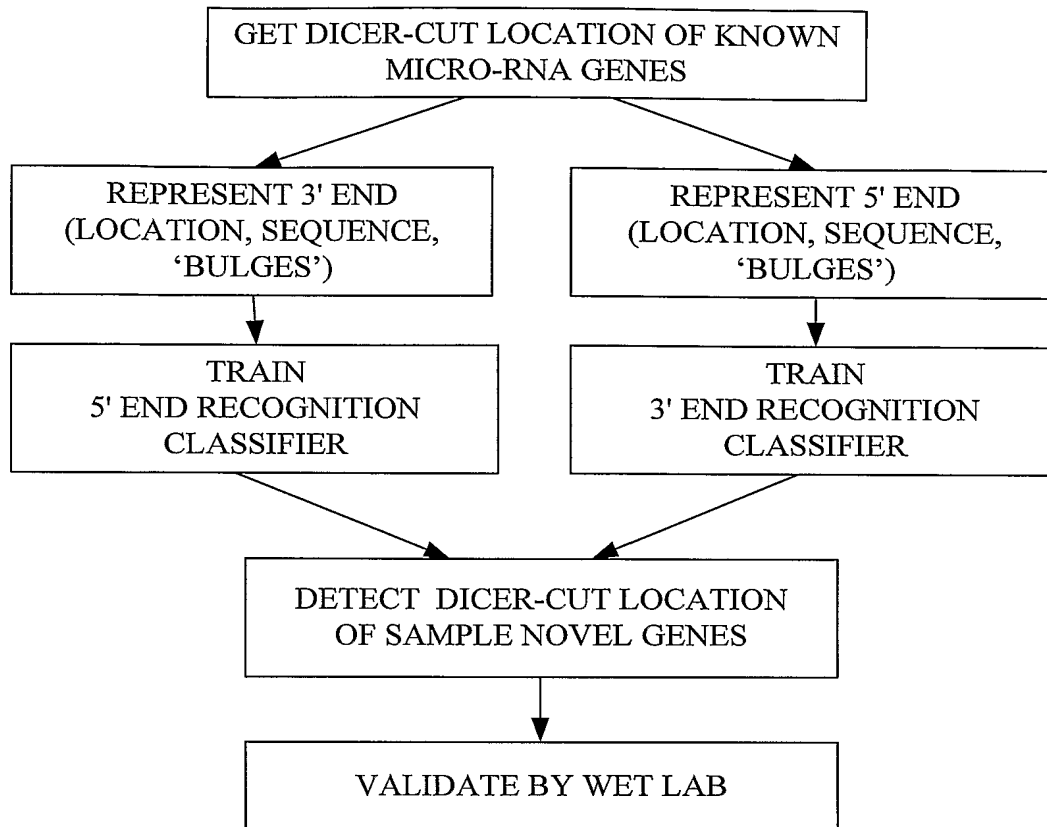 GET DICER-CUT LOCATION OF KNOWN
MICRO-RNA GENES
REPRESENT 3' END
(LOCATION, SEQUENCE,
‘BULGES’)
REPRESENT 5' END
(LOCATION, SEQUENCE,
‘BULGES’)
TRAIN
5' END RECOGNITION
CLASSIFIER
TRAIN
3' END RECOGNITION
CLASSIFIER
DETECT DICER-CUT LOCATION
OF SAMPLE NOVEL GENES
VALIDATE BY WET LAB